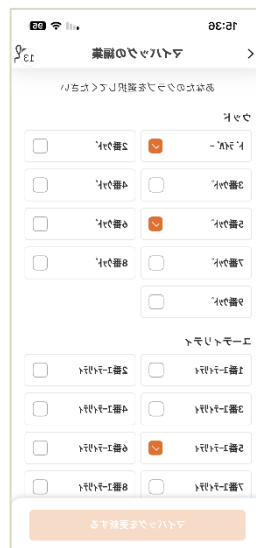 15:36
96
マイバッグの編集
13
あなたのクラブを選択してください
ウッド
ドライバー
2番ウッド
3番ウッド
4番ウッド
5番ウッド
6番ウッド
7番ウッド
8番ウッド
9番ウッド
ユーティリティ
1番ユーティリティ
2番ユーティリティ
3番ユーティリティ
4番ユーティリティ
5番ユーティリティ
6番ユーティリティ
7番ユーティリティ
8番ユーティリティ
マイバッグを更新する